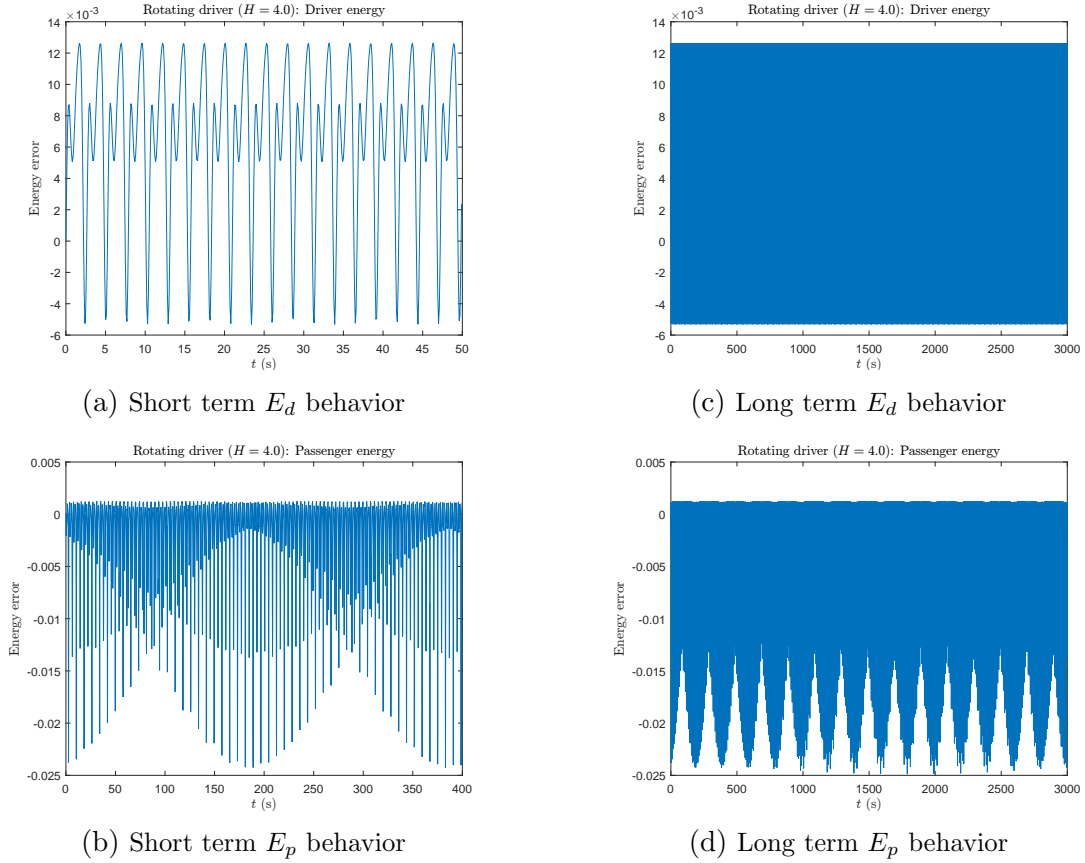 Rotating driver (H = 4.0): Driver energy
×10⁻³
14
12
10
8
6
4
2
0
-2
-4
-6
Energy error
0 5 10 15 20 25 30 35 40 45 50
t (s)
(a) Short term E_d behavior
Rotating driver (H = 4.0): Driver energy
×10⁻³
14
12
10
8
6
4
2
0
-2
-4
-6
Energy error
0 500 1000 1500 2000 2500 3000
t (s)
(c) Long term E_d behavior
Rotating driver (H = 4.0): Passenger energy
0.005
0
-0.005
-0.01
-0.015
-0.02
-0.025
Energy error
0 50 100 150 200 250 300 350 400
t (s)
(b) Short term E_p behavior
Rotating driver (H = 4.0): Passenger energy
0.005
0
-0.005
-0.01
-0.015
-0.02
-0.025
Energy error
0 500 1000 1500 2000 2500 3000
t (s)
(d) Long term E_p behavior